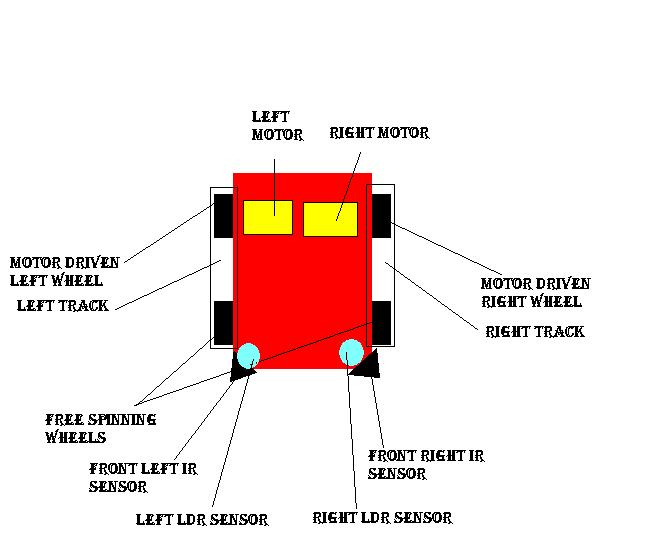 LEFT
MOTOR
RIGHT MOTOR
MOTOR DRIVEN
LEFT WHEEL
LEFT TRACK
MOTOR DRIVEN
RIGHT WHEEL
RIGHT TRACK
FREE SPINNING
WHEELS
FRONT LEFT IR
SENSOR
FRONT RIGHT IR
SENSOR
LEFT LDR SENSOR
RIGHT LDR SENSOR